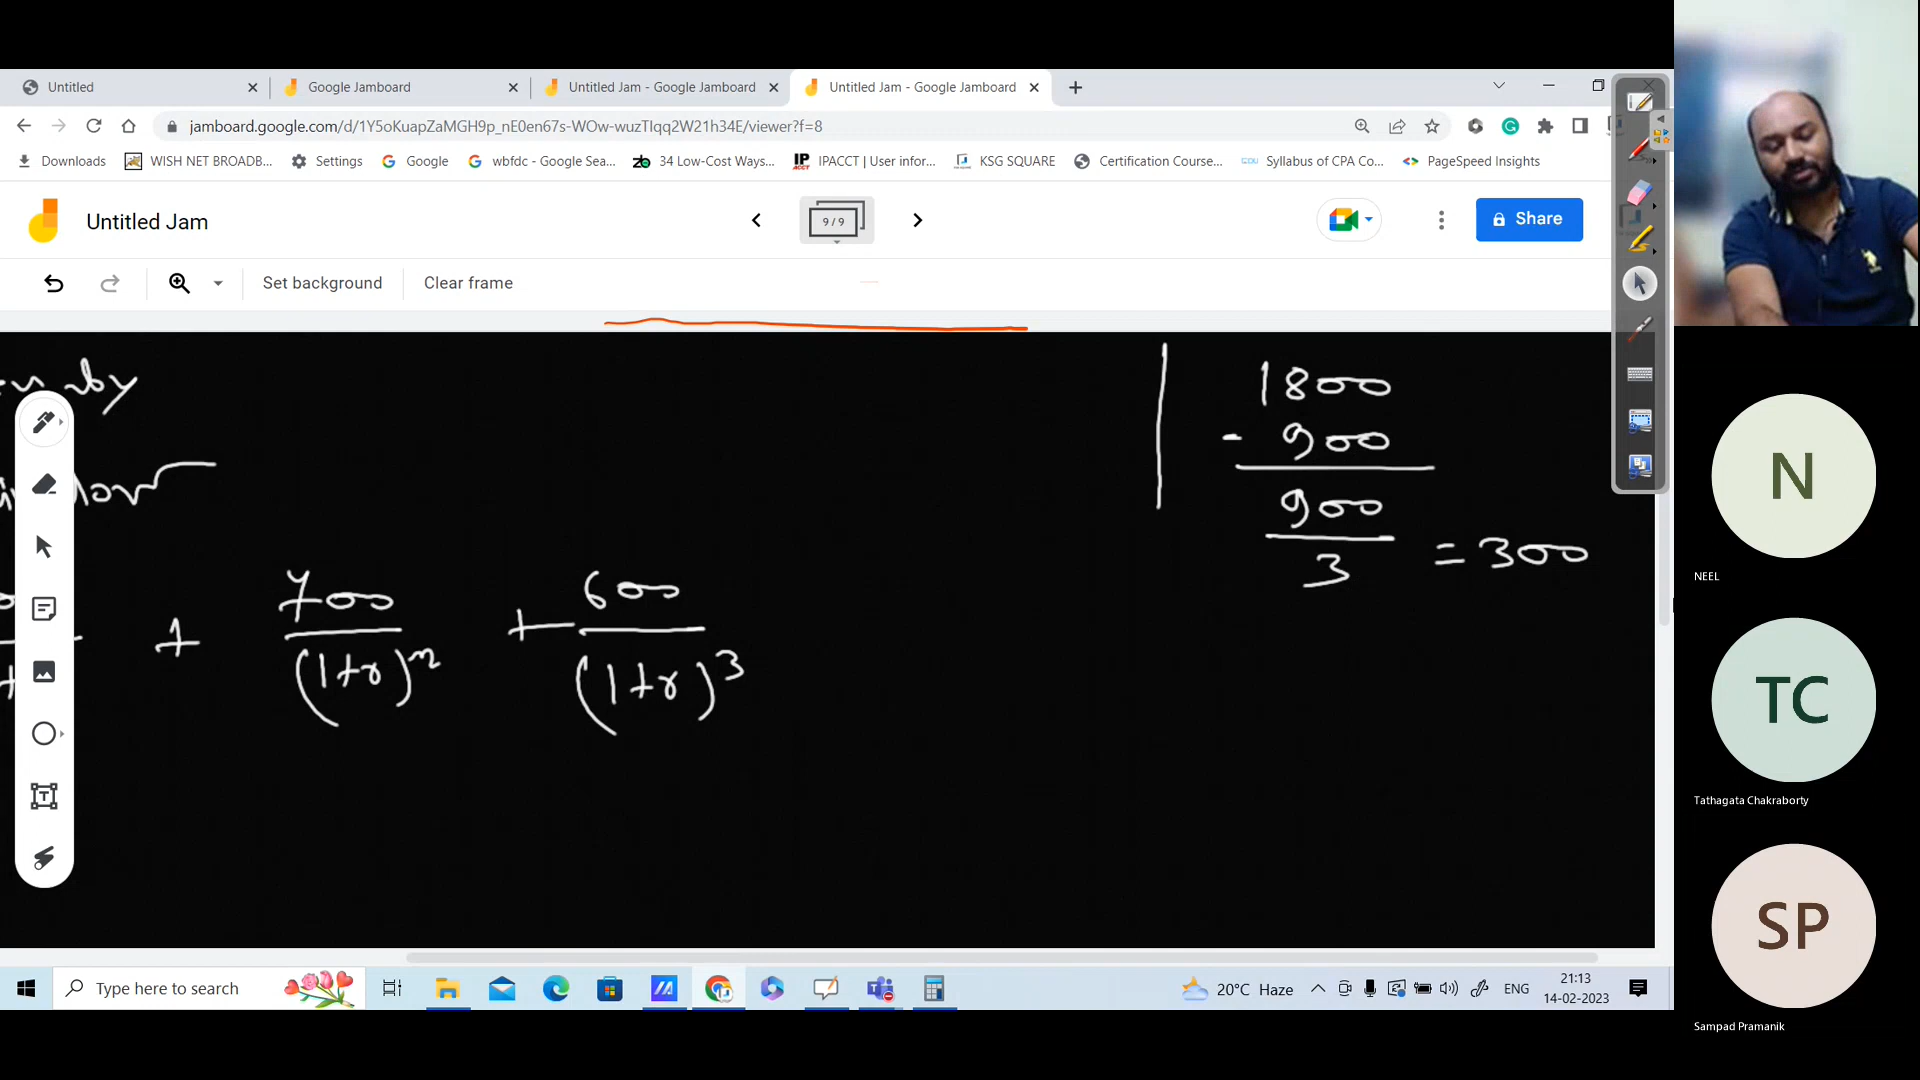 Untitled
Google Jamboard
Untitled Jam - Google Jamboard
Untitled Jam - Google Jamboard
jamboard.google.com/d/1Y5oKuapZaMGH9p_nE0en67s-WOw-wuzTIqq2W21h34E/viewer?f=8
Downloads
WISH NET BROADB...
Settings
Google
wbfdc - Google Sea...
34 Low-Cost Ways...
IPACCT | User infor...
KSG SQUARE
Certification Course...
Syllabus of CPA Co...
PageSpeed Insights
Untitled Jam
9 / 9
Share
Set background
Clear frame
by
1800
- 900
900
3
= 300
+ 700 + 600
(1+r)^2 (1+r)^3
N
NEEL
TC
Tathagata Chakraborty
SP
Sampad Pramanik
Type here to search
20°C Haze
ENG
21:13
14-02-2023